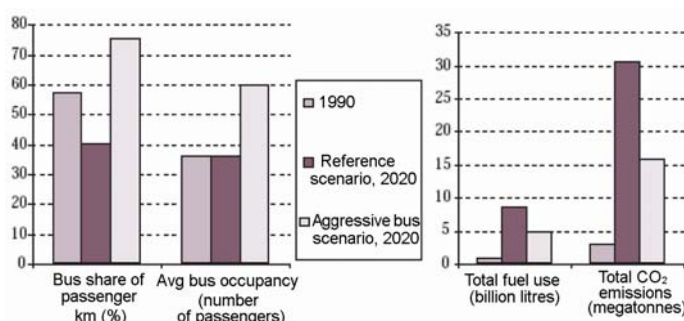 80
70
60
50
40
30
20
10
0
Bus share of
passenger
km (%)
Avg bus occupancy
(number
of passengers)
1990
Reference
scenario, 2020
Aggressive bus
scenario, 2020
35
30
25
20
15
10
5
0
Total fuel use
(billion litres)
Total CO₂
emissions
(megatonnes)